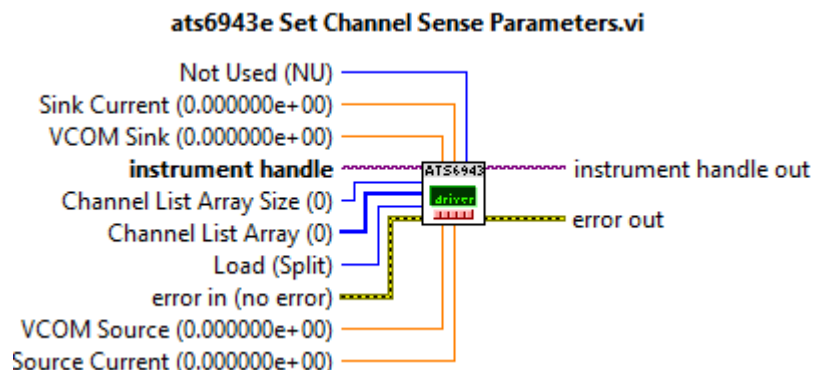 ats6943e Set Channel Sense Parameters.vi
Not Used (NU)
Sink Current (0.000000e+00)
VCOM Sink (0.000000e+00)
instrument handle
ATS6943
instrument handle out
Channel List Array Size (0)
driver
Channel List Array (0)
error out
Load (Split)
error in (no error)
VCOM Source (0.000000e+00)
Source Current (0.000000e+00)